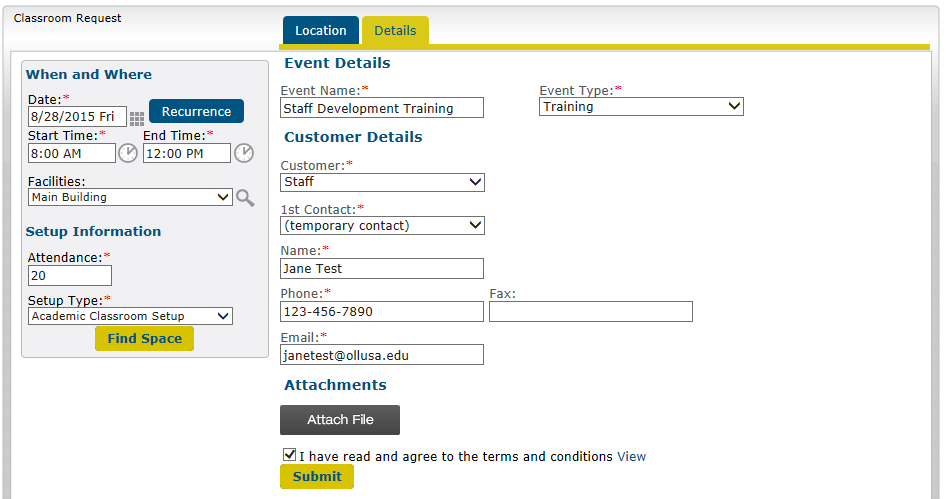 Classroom Request
Location
Details
When and Where
Date:*
8/28/2015 Fri
Recurrence
Start Time:* End Time:*
8:00 AM 12:00 PM
Facilities:
Main Building
Setup Information
Attendance:*
20
Setup Type:*
Academic Classroom Setup
Find Space
Event Details
Event Name:* Event Type:*
Staff Development Training Training
Customer Details
Customer:*
Staff
1st Contact:*
(temporary contact)
Name:*
Jane Test
Phone:* Fax:
123-456-7890
Email:*
janetest@ollusa.edu
Attachments
Attach File
I have read and agree to the terms and conditions View
Submit